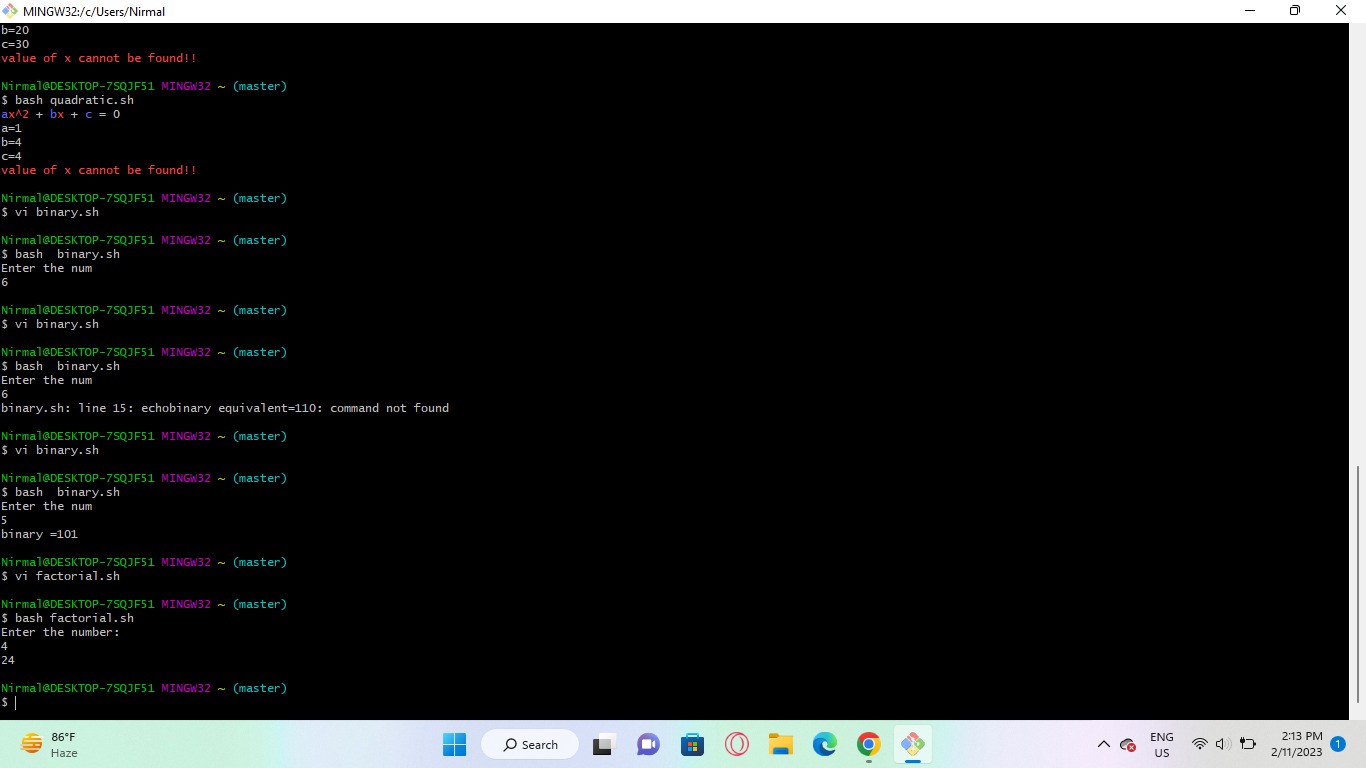 MINGW32:/c/Users/Nirmal
b=20
c=30
value of x cannot be found!!
Nirmal@DESKTOP-7SQJF51 MINGW32 ~ (master)
$ bash quadratic.sh
ax^2 + bx + c = 0
a=1
b=4
c=4
value of x cannot be found!!
Nirmal@DESKTOP-7SQJF51 MINGW32 ~ (master)
$ vi binary.sh
Nirmal@DESKTOP-7SQJF51 MINGW32 ~ (master)
$ bash  binary.sh
Enter the num
6
Nirmal@DESKTOP-7SQJF51 MINGW32 ~ (master)
$ vi binary.sh
Nirmal@DESKTOP-7SQJF51 MINGW32 ~ (master)
$ bash  binary.sh
Enter the num
6
binary.sh: line 15: echobinary equivalent=110: command not found
Nirmal@DESKTOP-7SQJF51 MINGW32 ~ (master)
$ vi binary.sh
Nirmal@DESKTOP-7SQJF51 MINGW32 ~ (master)
$ bash  binary.sh
Enter the num
5
binary =101
Nirmal@DESKTOP-7SQJF51 MINGW32 ~ (master)
$ vi factorial.sh
Nirmal@DESKTOP-7SQJF51 MINGW32 ~ (master)
$ bash factorial.sh
Enter the number:
4
24
Nirmal@DESKTOP-7SQJF51 MINGW32 ~ (master)
$
86°F
Haze
Search
ENG
US
2:13 PM
2/11/2023
1